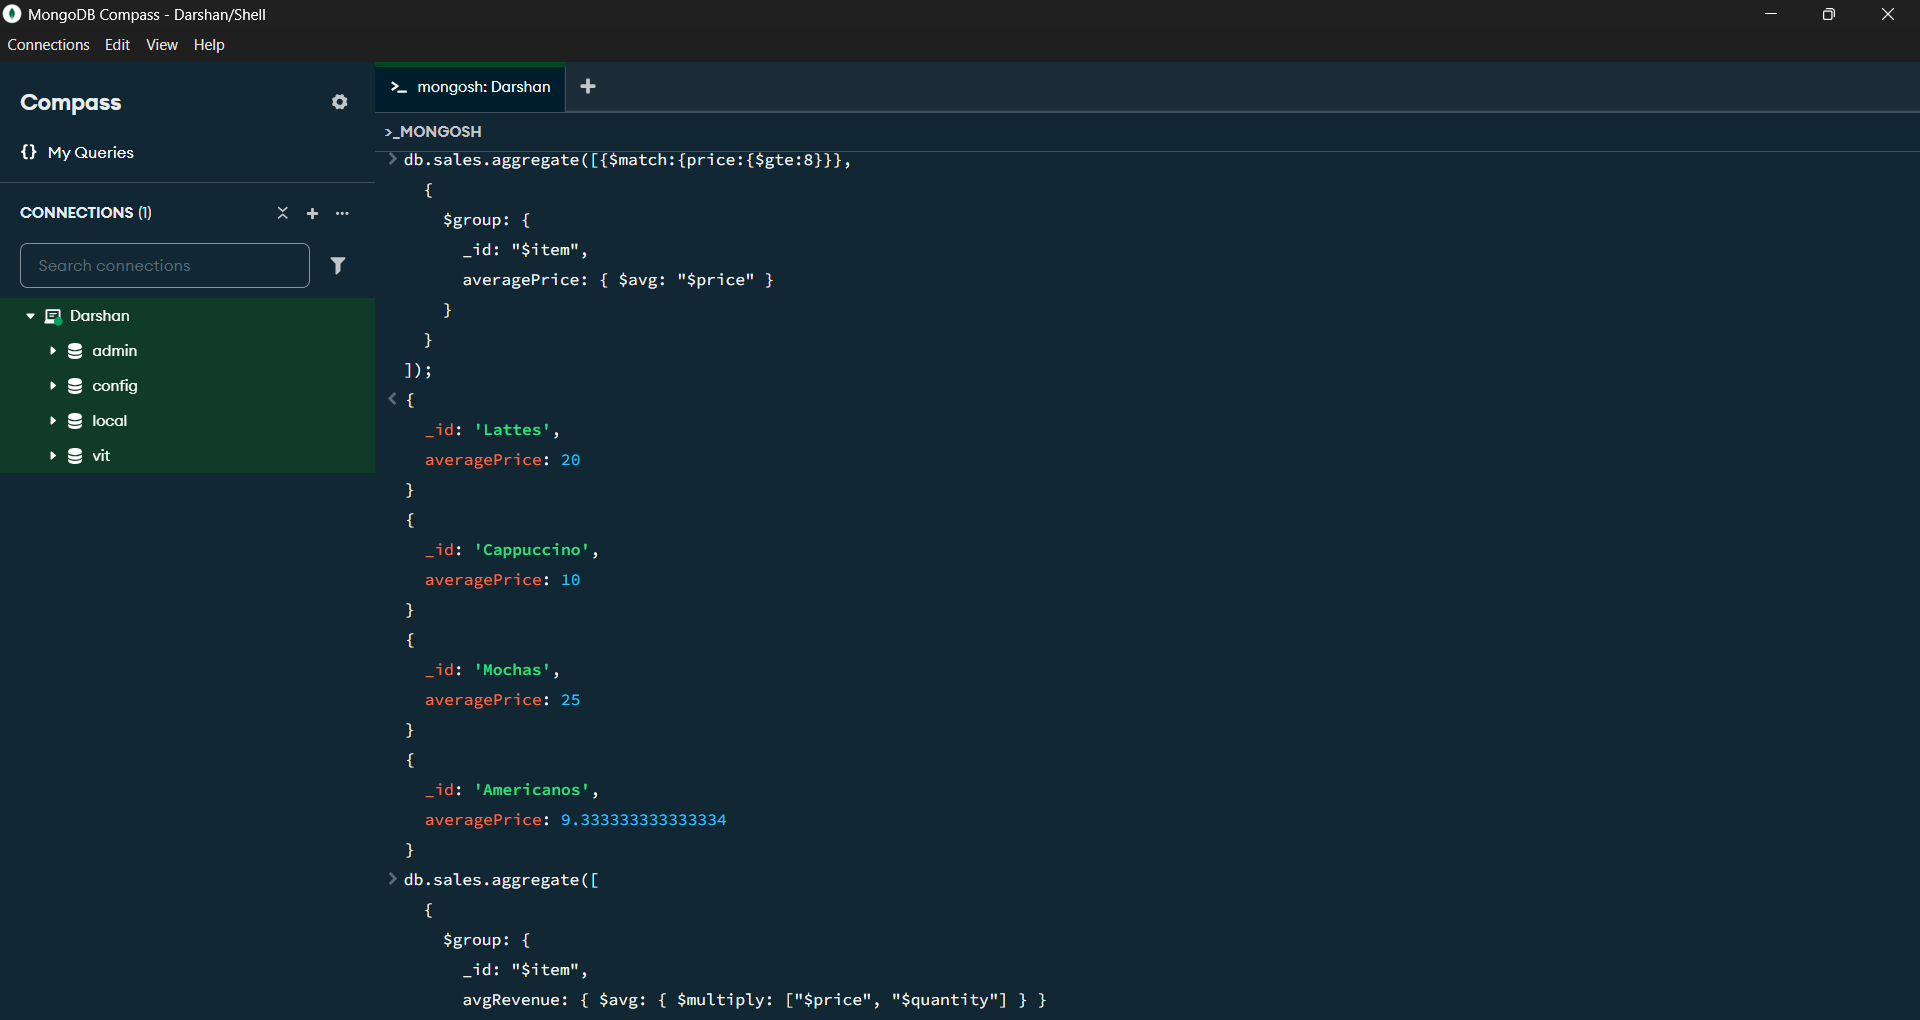 MongoDB Compass - Darshan/Shell
Connections Edit View Help
Compass
{} My Queries
CONNECTIONS (1)
Search connections
Darshan
admin
config
local
vit
>_ mongosh: Darshan +
>_MONGOSH
> db.sales.aggregate([{$match:{price:{$gte:8}}},
{
$group: {
_id: "$item",
averagePrice: { $avg: "$price" }
}
}
]);
< {
_id: 'Lattes',
averagePrice: 20
}
{
_id: 'Cappuccino',
averagePrice: 10
}
{
_id: 'Mochas',
averagePrice: 25
}
{
_id: 'Americanos',
averagePrice: 9.333333333333334
}
> db.sales.aggregate([
{
$group: {
_id: "$item",
avgRevenue: { $avg: { $multiply: ["$price", "$quantity"] } }